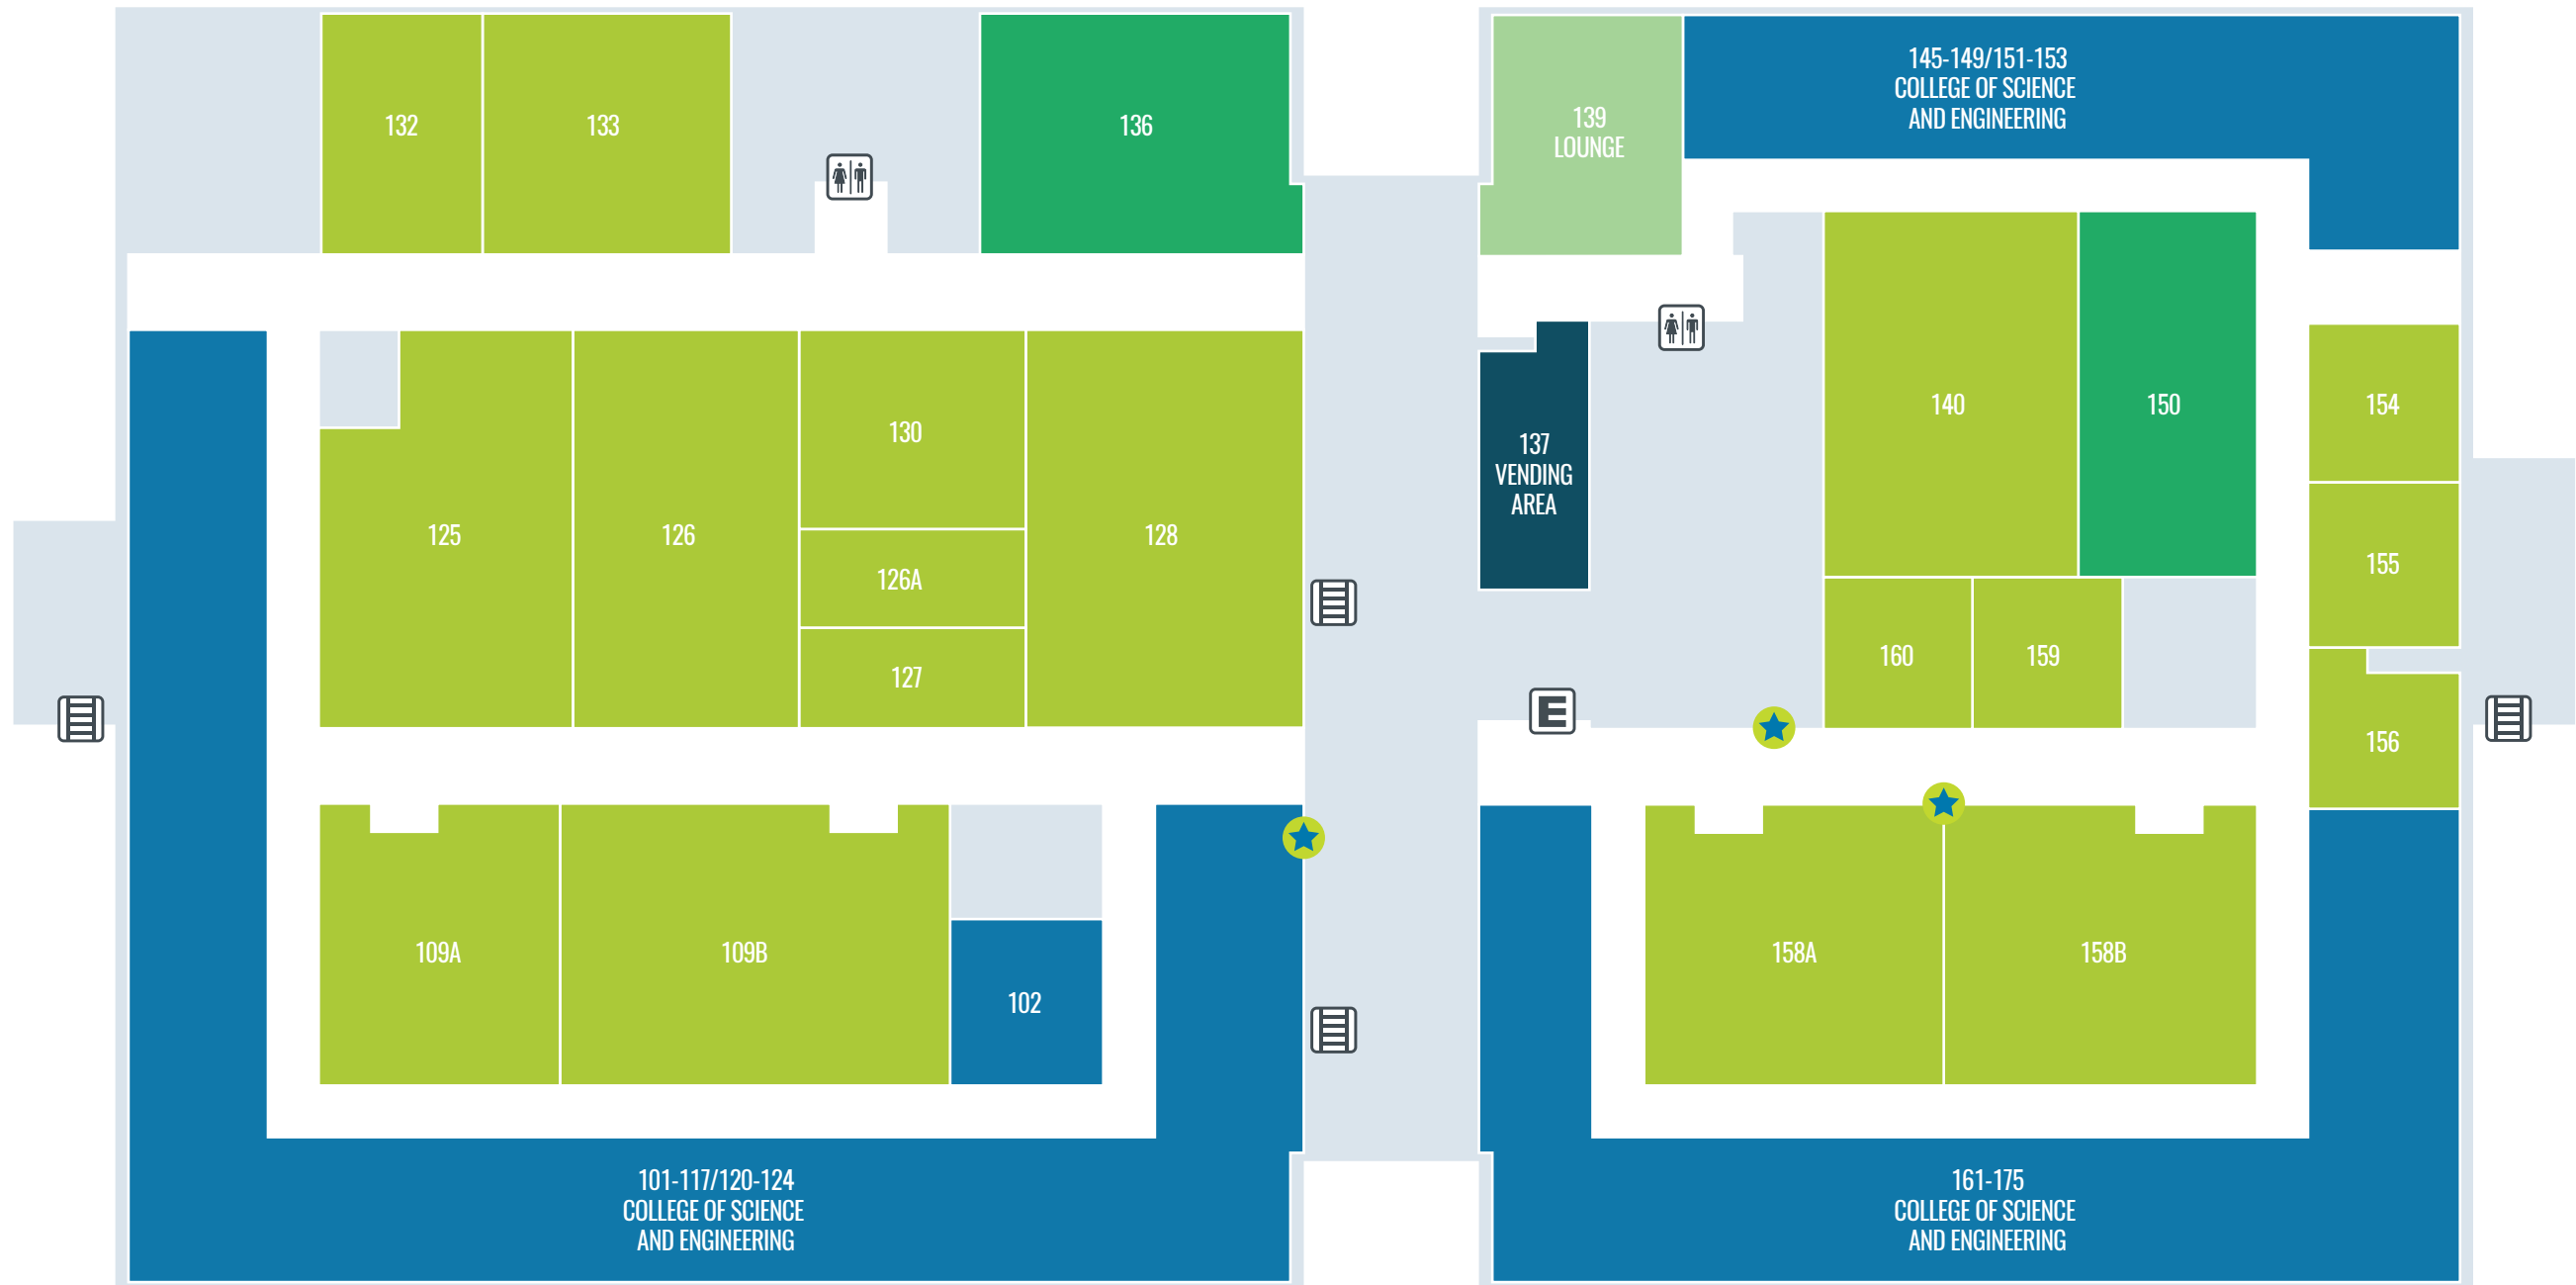 132
133
136
139
LOUNGE
145-149/151-153
COLLEGE OF SCIENCE
AND ENGINEERING
125
126
130
126A
127
128
137
VENDING
AREA
140
150
154
155
160
159
156
E
109A
109B
102
158A
158B
101-117/120-124
COLLEGE OF SCIENCE
AND ENGINEERING
161-175
COLLEGE OF SCIENCE
AND ENGINEERING